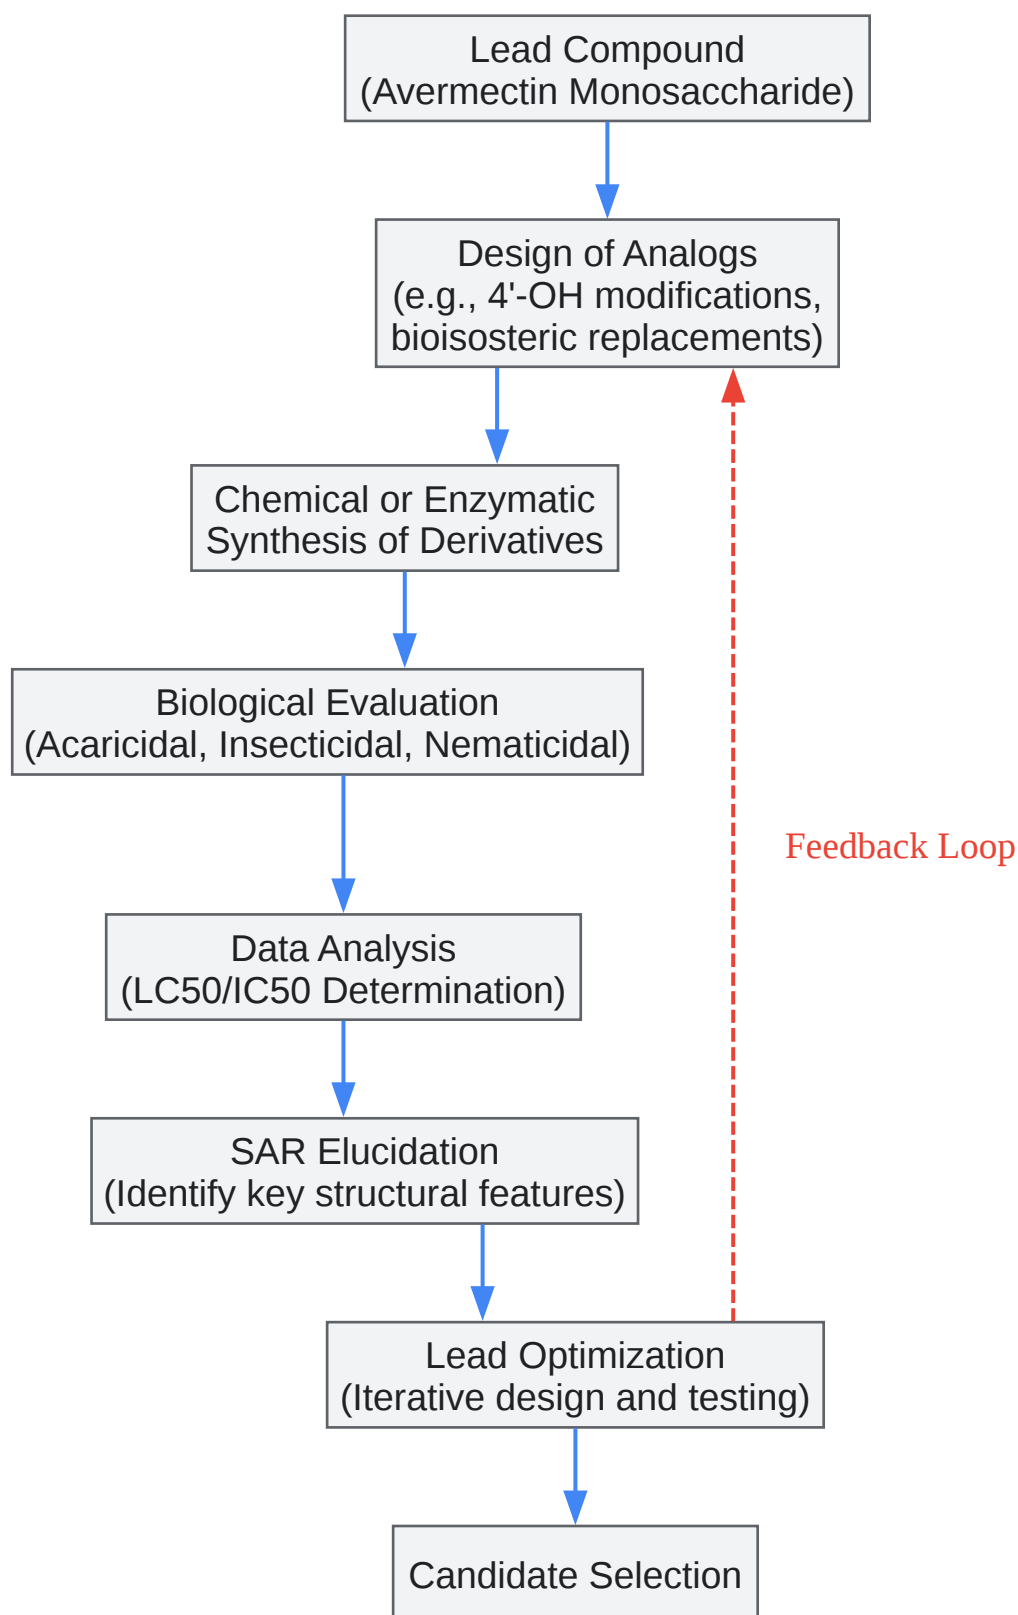 Lead Compound
(Avermectin Monosaccharide)
Design of Analogs
(e.g., 4'-OH modifications,
bioisosteric replacements)
Chemical or Enzymatic
Synthesis of Derivatives
Biological Evaluation
(Acaricidal, Insecticidal, Nematicidal)
Feedback Loop
Data Analysis
(LC50/IC50 Determination)
SAR Elucidation
(Identify key structural features)
Lead Optimization
(Iterative design and testing)
Candidate Selection